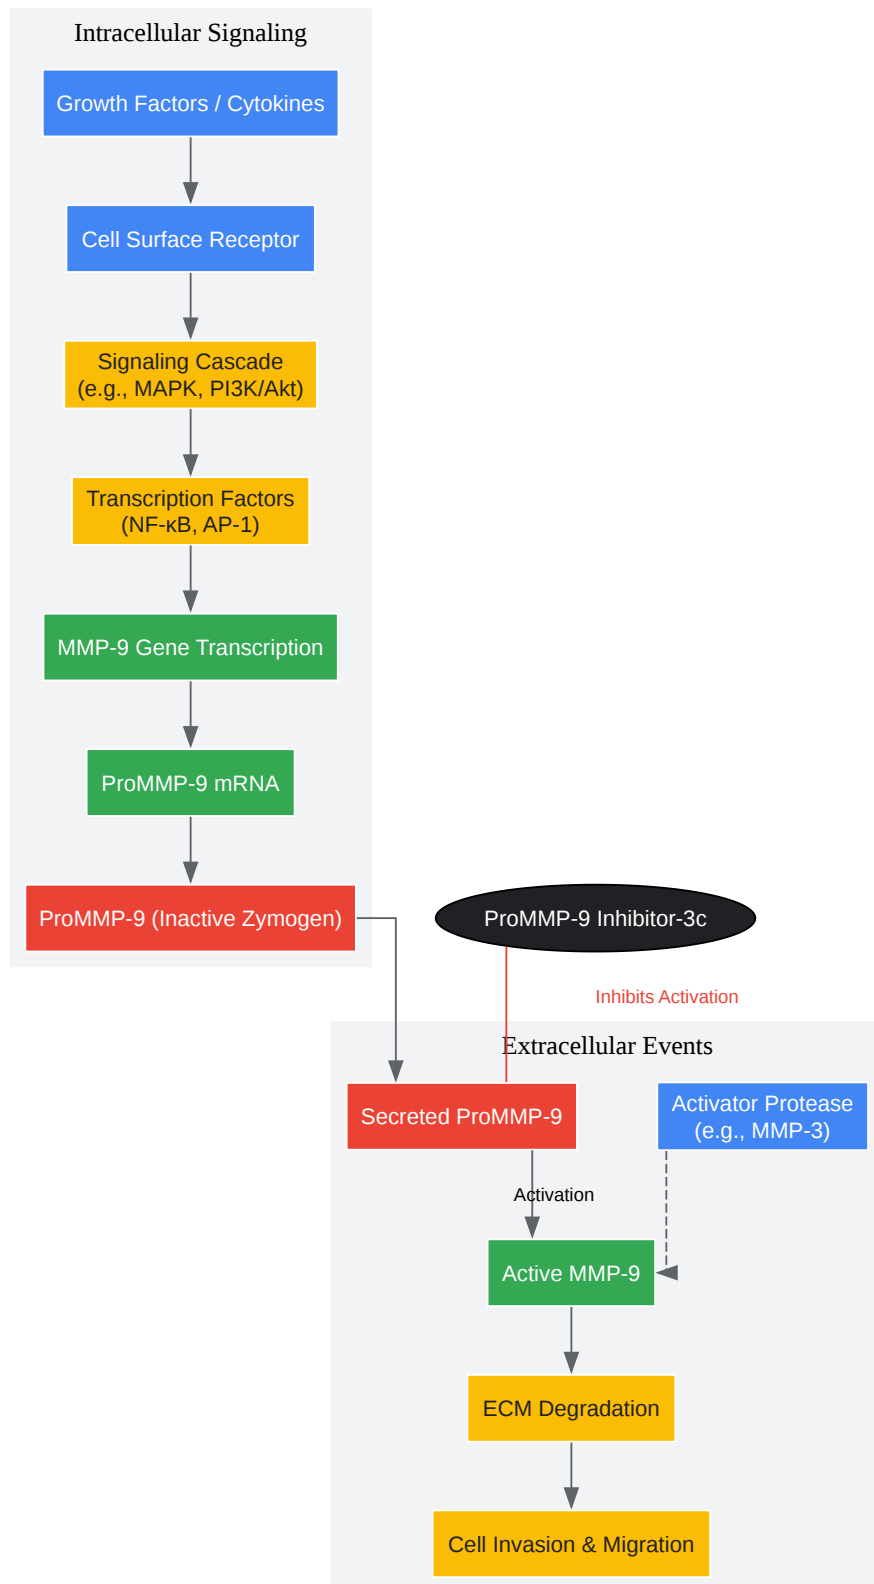 Intracellular Signaling
Growth Factors / Cytokines
Cell Surface Receptor
Signaling Cascade
(e.g., MAPK, PI3K/Akt)
Transcription Factors
(NF-κB, AP-1)
MMP-9 Gene Transcription
ProMMP-9 mRNA
ProMMP-9 (Inactive Zymogen)
ProMMP-9 Inhibitor-3c
Inhibits Activation
Extracellular Events
Secreted ProMMP-9
Activator Protease
(e.g., MMP-3)
Activation
Active MMP-9
ECM Degradation
Cell Invasion & Migration